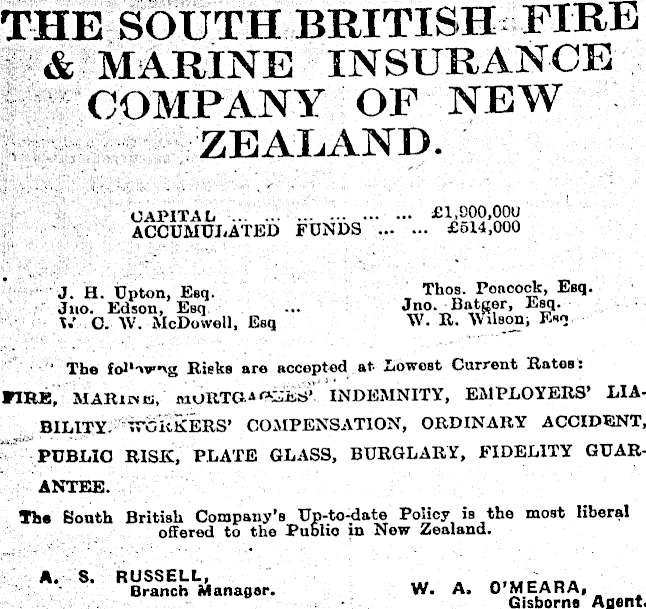 THE SOUTH BRITISH FIRE
& MARINE INSURANCE
COMPANY OF NEW
ZEALAND.
CAPITAL ... ... ... ... ... ... £1,900,000
ACCUMULATED FUNDS ... ... £514,000
J. H. Upton, Esq. Thos. Peacock, Esq.
Jno. Edson, Esq ... Jno. Batger, Esq.
C. W. McDowell, Esq W. R. Wilson, Esq
The following Risks are accepted at Lowest Current Rates:
FIRE, MARINE, MORTGAGEES' INDEMNITY, EMPLOYERS' LIA-
BILITY. WORKERS' COMPENSATION, ORDINARY ACCIDENT,
PUBLIC RISK, PLATE GLASS, BURGLARY, FIDELITY GUAR-
ANTEE.
The South British Company's Up-to-date Policy is the most liberal
offered to the Public in New Zealand.
A. S. RUSSELL,
Branch Manager.
W. A. O'MEARA,
Gisborne Agent.